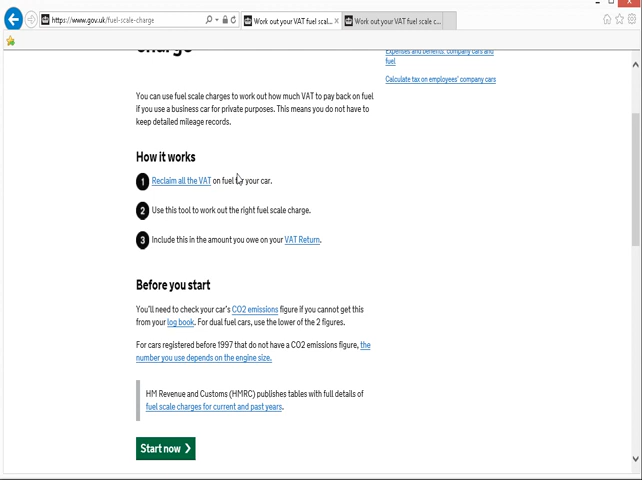 https://www.gov.uk/fuel-scale-charge
Work out your VAT fuel scal...
Work out your VAT fuel scale c...
charge
Expenses and benefits: company cars and
fuel
Calculate tax on employees' company cars
You can use fuel scale charges to work out how much VAT to pay back on fuel
if you use a business car for private purposes. This means you do not have to
keep detailed mileage records.
How it works
1 Reclaim all the VAT on fuel for your car.
2 Use this tool to work out the right fuel scale charge.
3 Include this in the amount you owe on your VAT Return.
Before you start
You'll need to check your car's CO2 emissions figure if you cannot get this
from your log book. For dual fuel cars, use the lower of the 2 figures.
For cars registered before 1997 that do not have a CO2 emissions figure, the
number you use depends on the engine size.
HM Revenue and Customs (HMRC) publishes tables with full details of
fuel scale charges for current and past years.
Start now